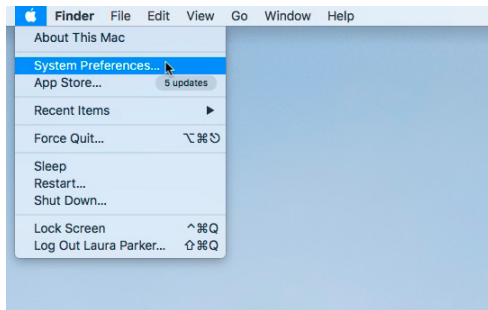 Finder File Edit View Go Window Help
About This Mac
System Preferences...
App Store... 5 updates
Recent Items ▶
Force Quit... ⌥⌘⎋
Sleep
Restart...
Shut Down...
Lock Screen ^⌘Q
Log Out Laura Parker... ⇧⌘Q